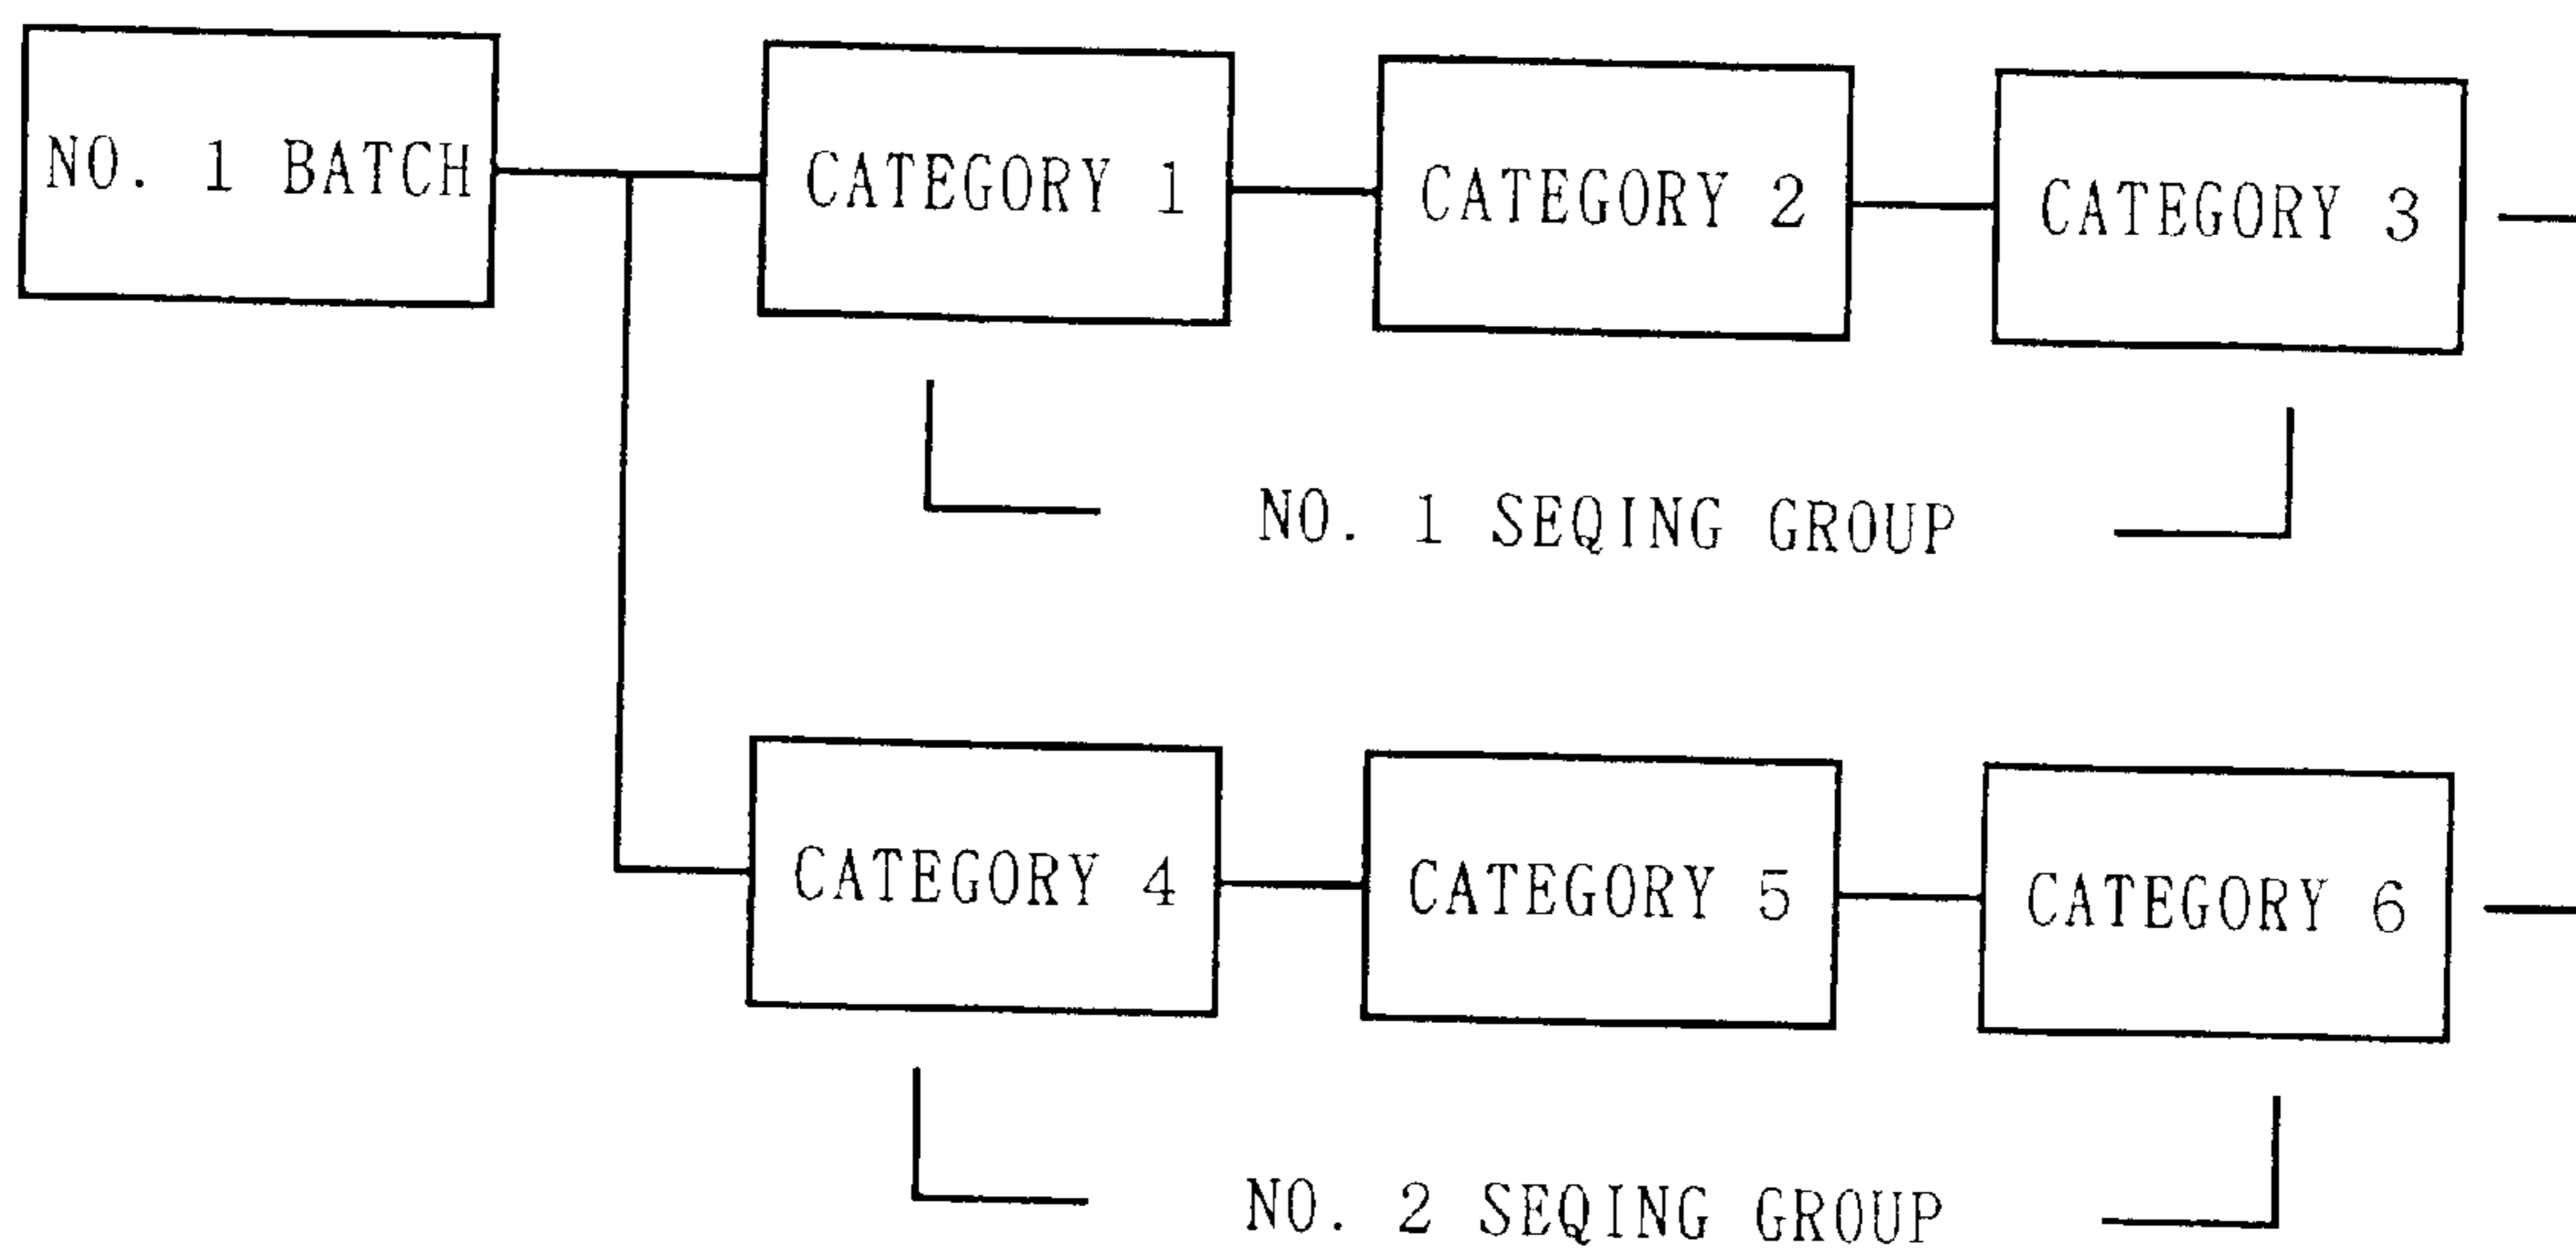 NO. 1 BATCH
CATEGORY 1
CATEGORY 2
CATEGORY 3
NO. 1 SEQING GROUP
CATEGORY 4
CATEGORY 5
CATEGORY 6
NO. 2 SEQING GROUP